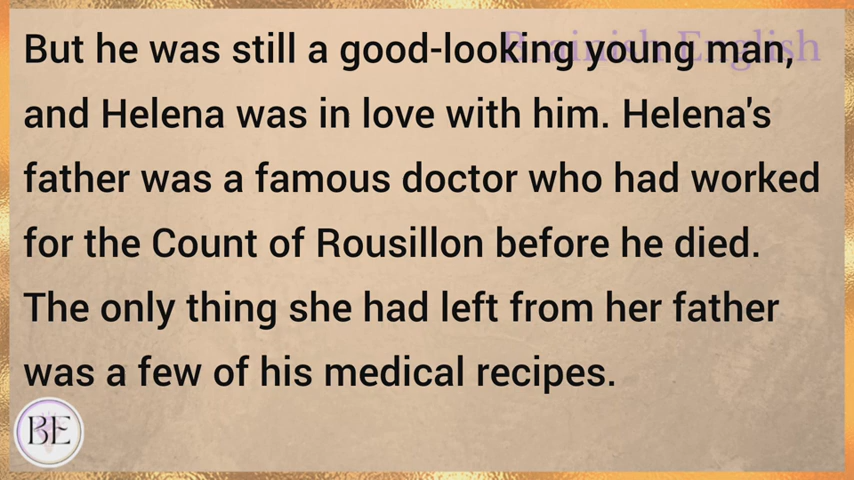 Brainish English
But he was still a good-looking young man,
and Helena was in love with him. Helena's
father was a famous doctor who had worked
for the Count of Rousillon before he died.
The only thing she had left from her father
was a few of his medical recipes.
BE